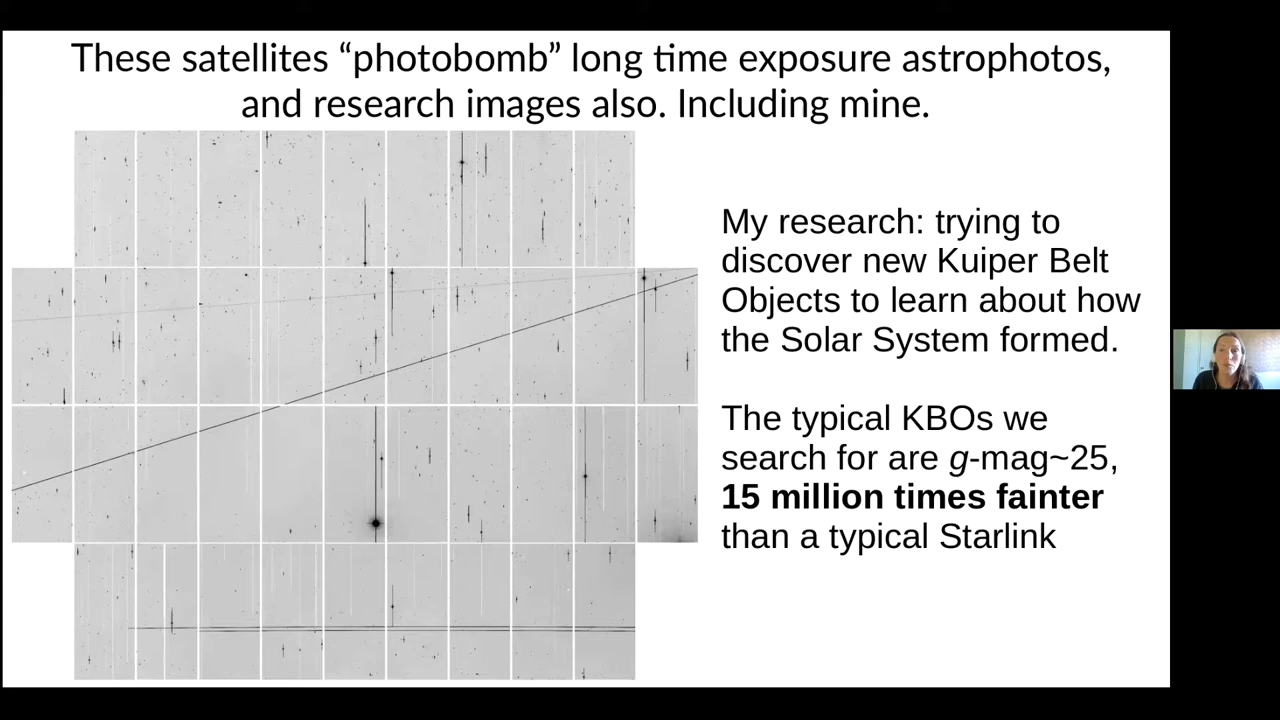 These satellites “photobomb” long time exposure astrophotos,
and research images also. Including mine.
My research: trying to
discover new Kuiper Belt
Objects to learn about how
the Solar System formed.
The typical KBOs we
search for are g-mag~25,
15 million times fainter
than a typical Starlink